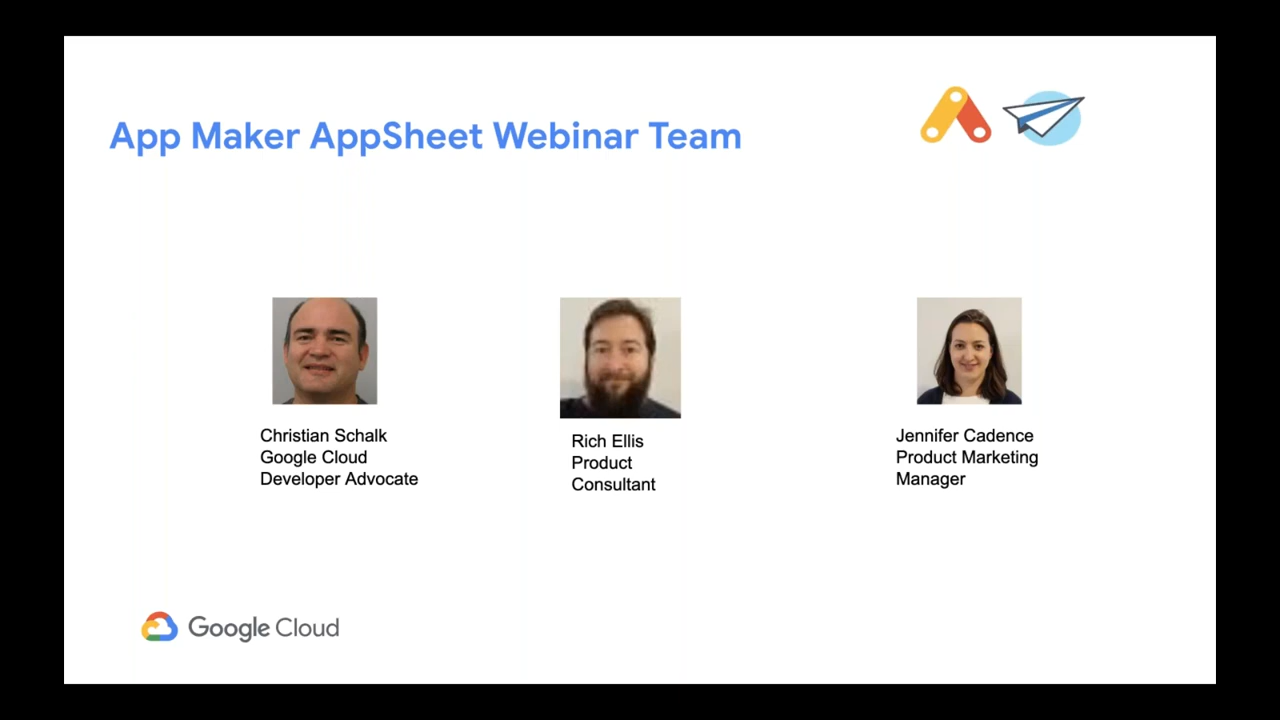 App Maker AppSheet Webinar Team
Christian Schalk
Google Cloud
Developer Advocate
Rich Ellis
Product
Consultant
Jennifer Cadence
Product Marketing
Manager
Google Cloud